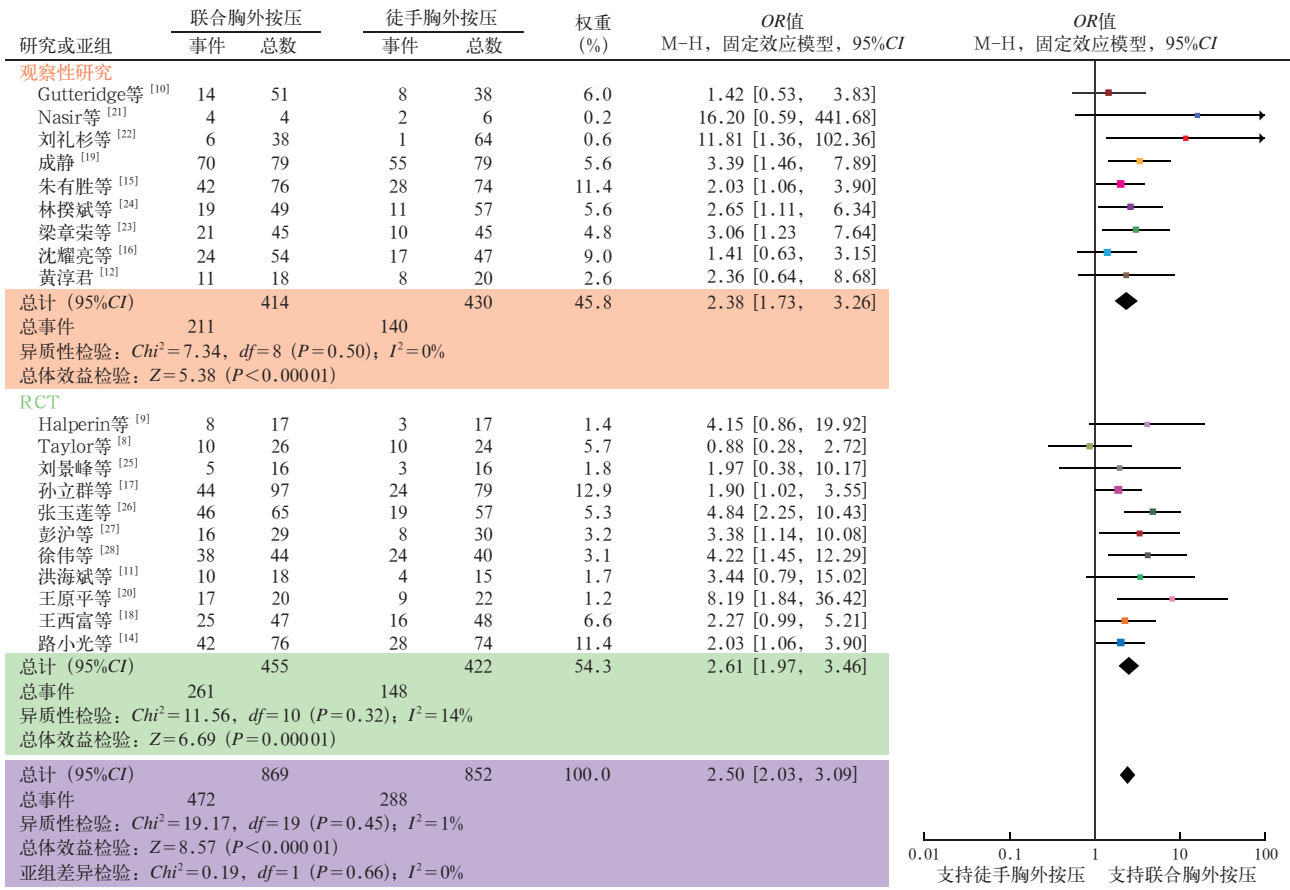 联合胸外按压 徒手胸外按压 权重 OR值 OR值
研究或亚组 事件 总数 事件 总数 (%) M-H，固定效应模型，95%CI M-H，固定效应模型，95%CI
观察性研究
Gutteridge等 [10] 14 51 8 38 6.0 1.42 [0.53, 3.83]
Nasir等 [21] 4 4 2 6 0.2 16.20 [0.59, 441.68]
刘礼杉等 [22] 6 38 1 64 0.6 11.81 [1.36, 102.36]
成静 [19] 70 79 55 79 5.6 3.39 [1.46, 7.89]
朱有胜等 [15] 42 76 28 74 11.4 2.03 [1.06, 3.90]
林揆斌等 [24] 19 49 11 57 5.6 2.65 [1.11, 6.34]
梁章荣等 [23] 21 45 10 45 4.8 3.06 [1.23 7.64]
沈耀亮等 [16] 24 54 17 47 9.0 1.41 [0.63, 3.15]
黄淳君 [12] 11 18 8 20 2.6 2.36 [0.64, 8.68]
总计（95%CI） 414 430 45.8 2.38 [1.73, 3.26]
总事件 211 140
异质性检验：Chi²=7.34，df=8（P=0.50）；I²=0%
总体效益检验：Z=5.38（P<0.000 01）
RCT
Halperin等 [9] 8 17 3 17 1.4 4.15 [0.86, 19.92]
Taylor等 [8] 10 26 10 24 5.7 0.88 [0.28, 2.72]
刘景峰等 [25] 5 16 3 16 1.8 1.97 [0.38, 10.17]
孙立群等 [17] 44 97 24 79 12.9 1.90 [1.02, 3.55]
张玉莲等 [26] 46 65 19 57 5.3 4.84 [2.25, 10.43]
彭沪等 [27] 16 29 8 30 3.2 3.38 [1.14, 10.08]
徐伟等 [28] 38 44 24 40 3.1 4.22 [1.45, 12.29]
洪海斌等 [11] 10 18 4 15 1.7 3.44 [0.79, 15.02]
王原平等 [20] 17 20 9 22 1.2 8.19 [1.84, 36.42]
王西富等 [18] 25 47 16 48 6.6 2.27 [0.99, 5.21]
路小光等 [14] 42 76 28 74 11.4 2.03 [1.06, 3.90]
总计（95%CI） 455 422 54.3 2.61 [1.97, 3.46]
总事件 261 148
异质性检验：Chi²=11.56，df=10（P=0.32）；I²=14%
总体效益检验：Z=6.69（P=0.000 01）
总计（95%CI） 869 852 100.0 2.50 [2.03, 3.09]
总事件 472 288
异质性检验：Chi²=19.17，df=19（P=0.45）；I²=1%
总体效益检验：Z=8.57（P<0.000 01）
亚组差异检验：Chi²=0.19，df=1（P=0.66）；I²=0%
0.01 0.1 1 10 100
支持徒手胸外按压 支持联合胸外按压